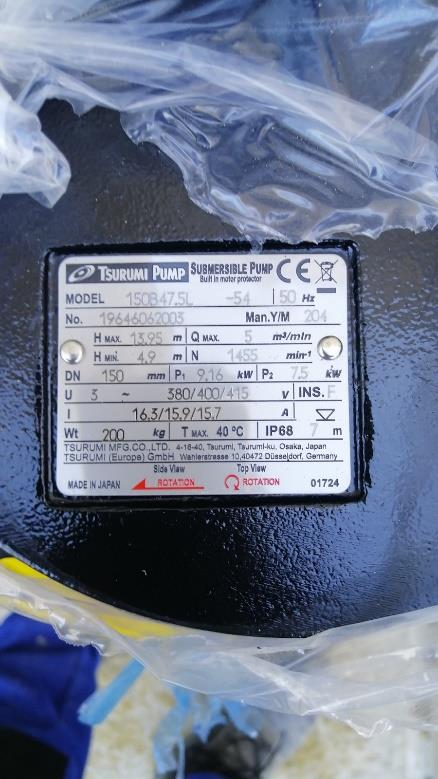 TSURUMI PUMP SUBMERSIBLE PUMP CE
Built in motor protector
MODEL 150B47.5L -54 50 Hz
No. 19646062003 Man.Y/M 204
H MAX. 13.95 m Q MAX. 5 m³/min
H MIN. 4.9 m N 1455 min⁻¹
DN 150 mm P1 9.16 kW P2 7.5 kW
U 3 ~ 380/400/415 V INS. F
I 16.3/15.9/15.7 A
Wt 200 kg T MAX. 40 °C IP68 7 m
TSURUMI MFG.CO.,LTD. 4-16-40, Tsurumi, Tsurumi-ku, Osaka, Japan
TSURUMI (Europa) GmbH Wahlerstrasse 10,40472 Düsseldorf, Germany
Side View Top View
MADE IN JAPAN ROTATION ROTATION 01724